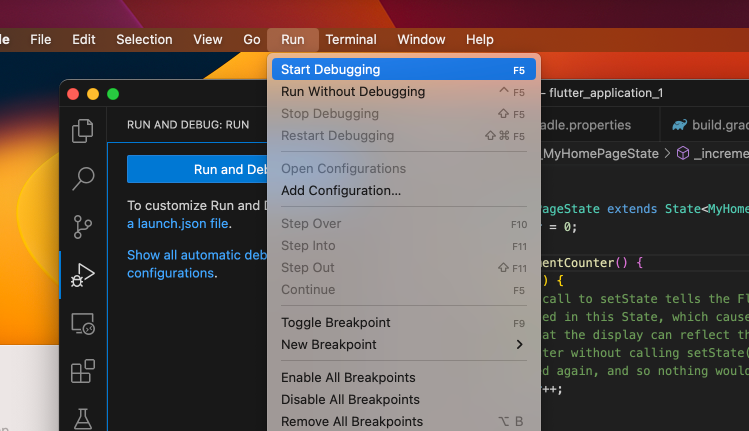 File Edit Selection View Go Run Terminal Window Help
Start Debugging F5
Run Without Debugging ^ F5
Stop Debugging ⇧ F5
Restart Debugging ⇧ ⌘ F5
Open Configurations
Add Configuration...
Step Over F10
Step Into F11
Step Out ⇧ F11
Continue F5
Toggle Breakpoint F9
New Breakpoint >
Enable All Breakpoints
Disable All Breakpoints
Remove All Breakpoints ⌥ B
RUN AND DEBUG: RUN
Run and Deb
To customize Run and D
a launch.json file.
Show all automatic deb
configurations.
- flutter_application_1
adle.properties build.grad
_MyHomePageState > _increme
PageState extends State<MyHome
r = 0;
entCounter() {
) {
call to setState tells the Fl
ed in this State, which cause
at the display can reflect th
ter without calling setState(
d again, and so nothing would
r++;